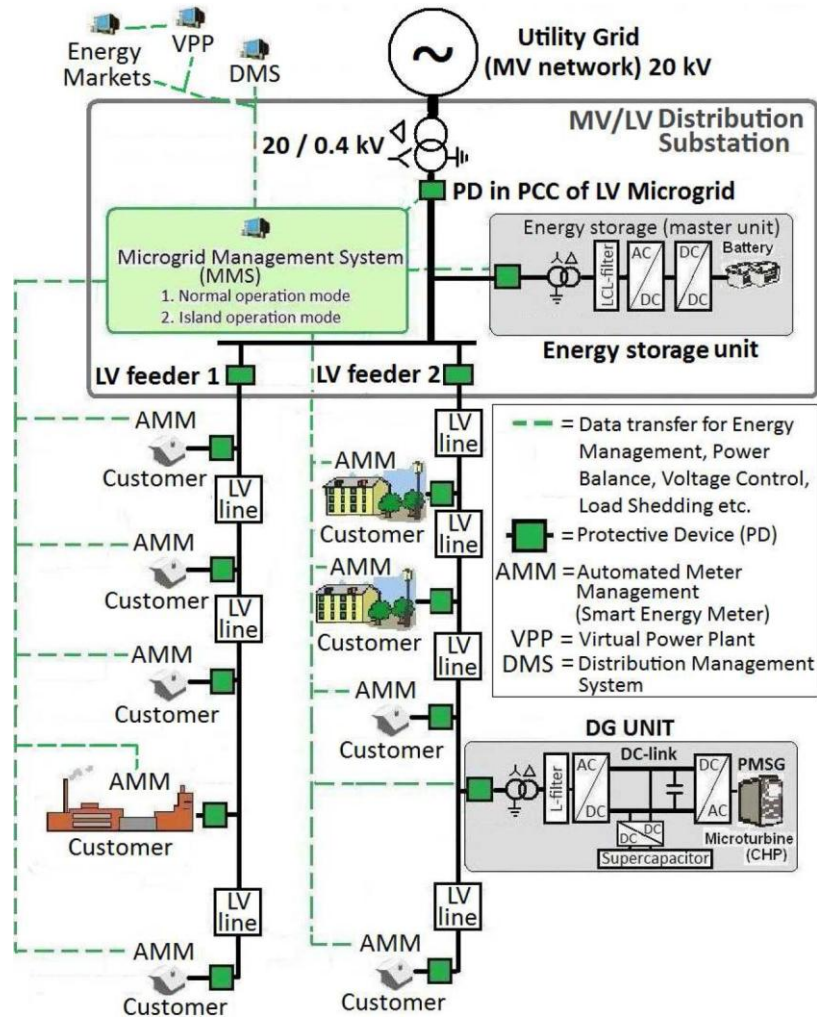 Energy
Markets
VPP
DMS
~
Utility Grid
(MV network) 20 kV
20 / 0.4 kV
MV/LV Distribution
Substation
PD in PCC of LV Microgrid
Microgrid Management System
(MMS)
1. Normal operation mode
2. Island operation mode
Energy storage (master unit)
LCL-filter
AC
DC
DC
DC
Battery
Energy storage unit
LV feeder 1
LV feeder 2
AMM
Customer
LV
line
AMM
Customer
LV
line
AMM
Customer
AMM
Customer
LV
line
AMM
Customer
LV
line
AMM
Customer
LV
line
AMM
Customer
LV
line
AMM
Customer
LV
line
AMM
Customer
= Data transfer for Energy
Management, Power
Balance, Voltage Control,
Load Shedding etc.
= Protective Device (PD)
AMM = Automated Meter
Management
(Smart Energy Meter)
VPP = Virtual Power Plant
DMS = Distribution Management
System
DG UNIT
L-filter
AC
DC
DC-link
DC
DC
Supercapacitor
DC
AC
PMSG
Microturbine
(CHP)